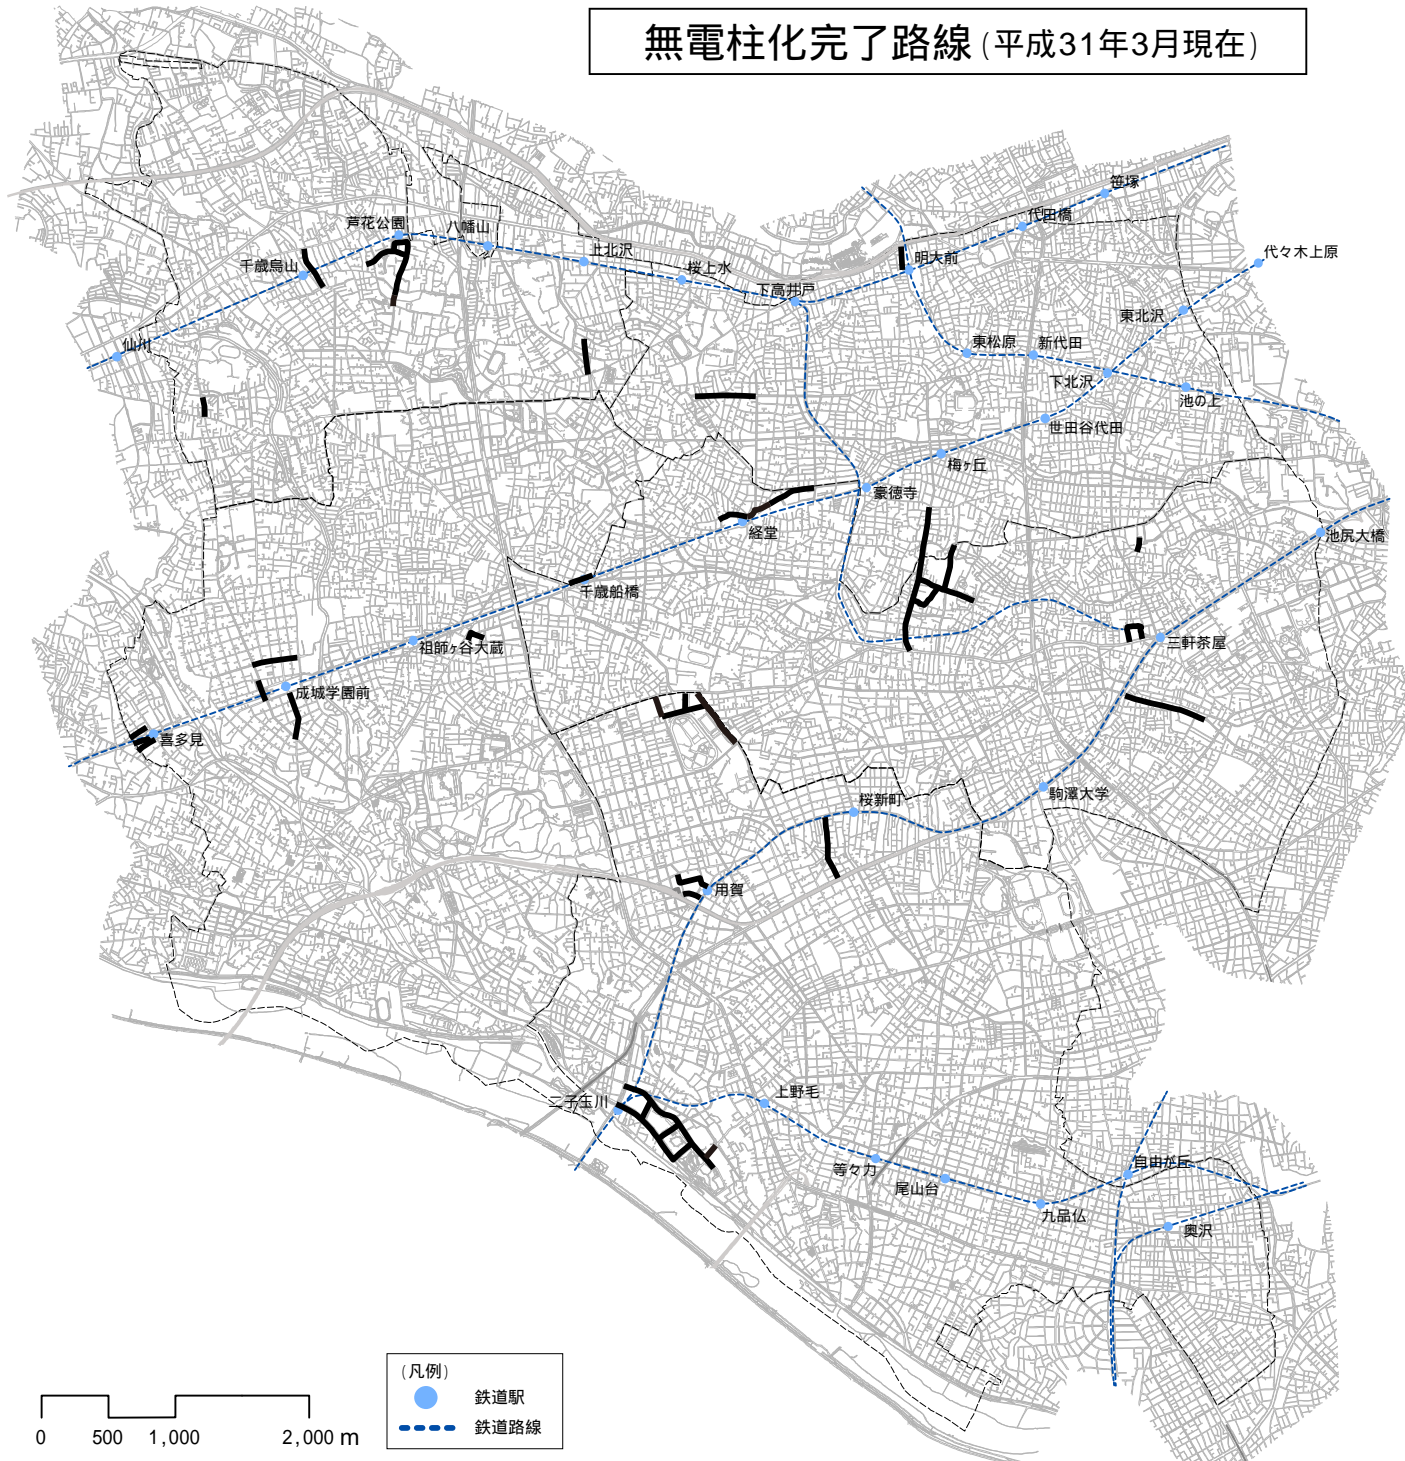 無電柱化完了路線(平成31年3月現在)
笹塚
芦花公園
八幡山
代田橋
千歳烏山
上北沢
明大前
代々木上原
桜上水
下高井戸
東北沢
仙川
東松原
新代田
下北沢
池の上
世田谷代田
梅ヶ丘
豪徳寺
経堂
池尻大橋
千歳船橋
祖師ヶ谷大蔵
三軒茶屋
成城学園前
喜多見
駒澤大学
桜新町
用賀
二子玉川
上野毛
等々力
自由が丘
尾山台
九品仏
奥沢
(凡例)
鉄道駅
鉄道路線
0 500 1,000 2,000 m